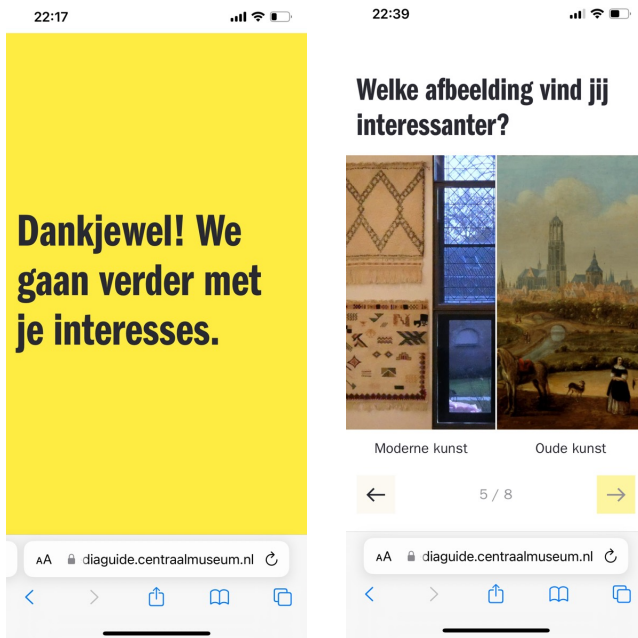 22:17
Dankjewel! We
gaan verder met
je interesses.
AA diaguide.centraalmuseum.nl
22:39
Welke afbeelding vind jij
interessanter?
Moderne kunst
Oude kunst
5 / 8
AA diaguide.centraalmuseum.nl